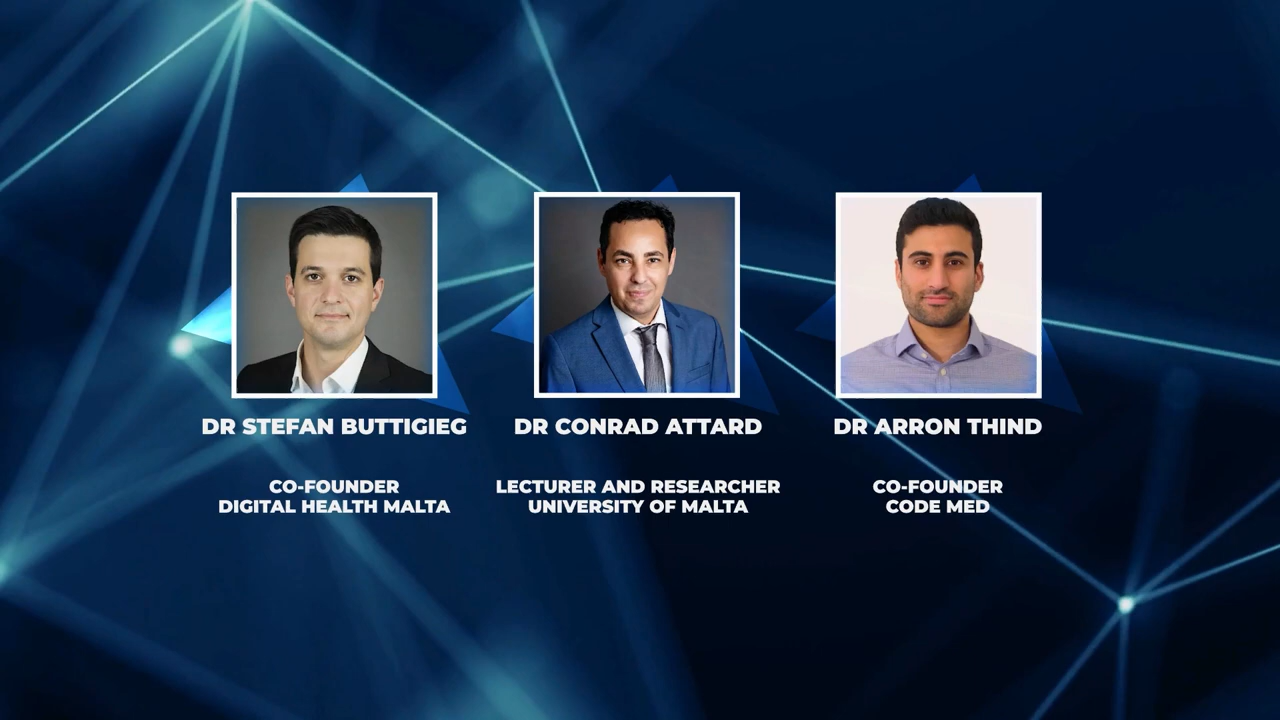 DR STEFAN BUTTIGIEG
CO-FOUNDER
DIGITAL HEALTH MALTA
DR CONRAD ATTARD
LECTURER AND RESEARCHER
UNIVERSITY OF MALTA
DR ARRON THIND
CO-FOUNDER
CODE MED